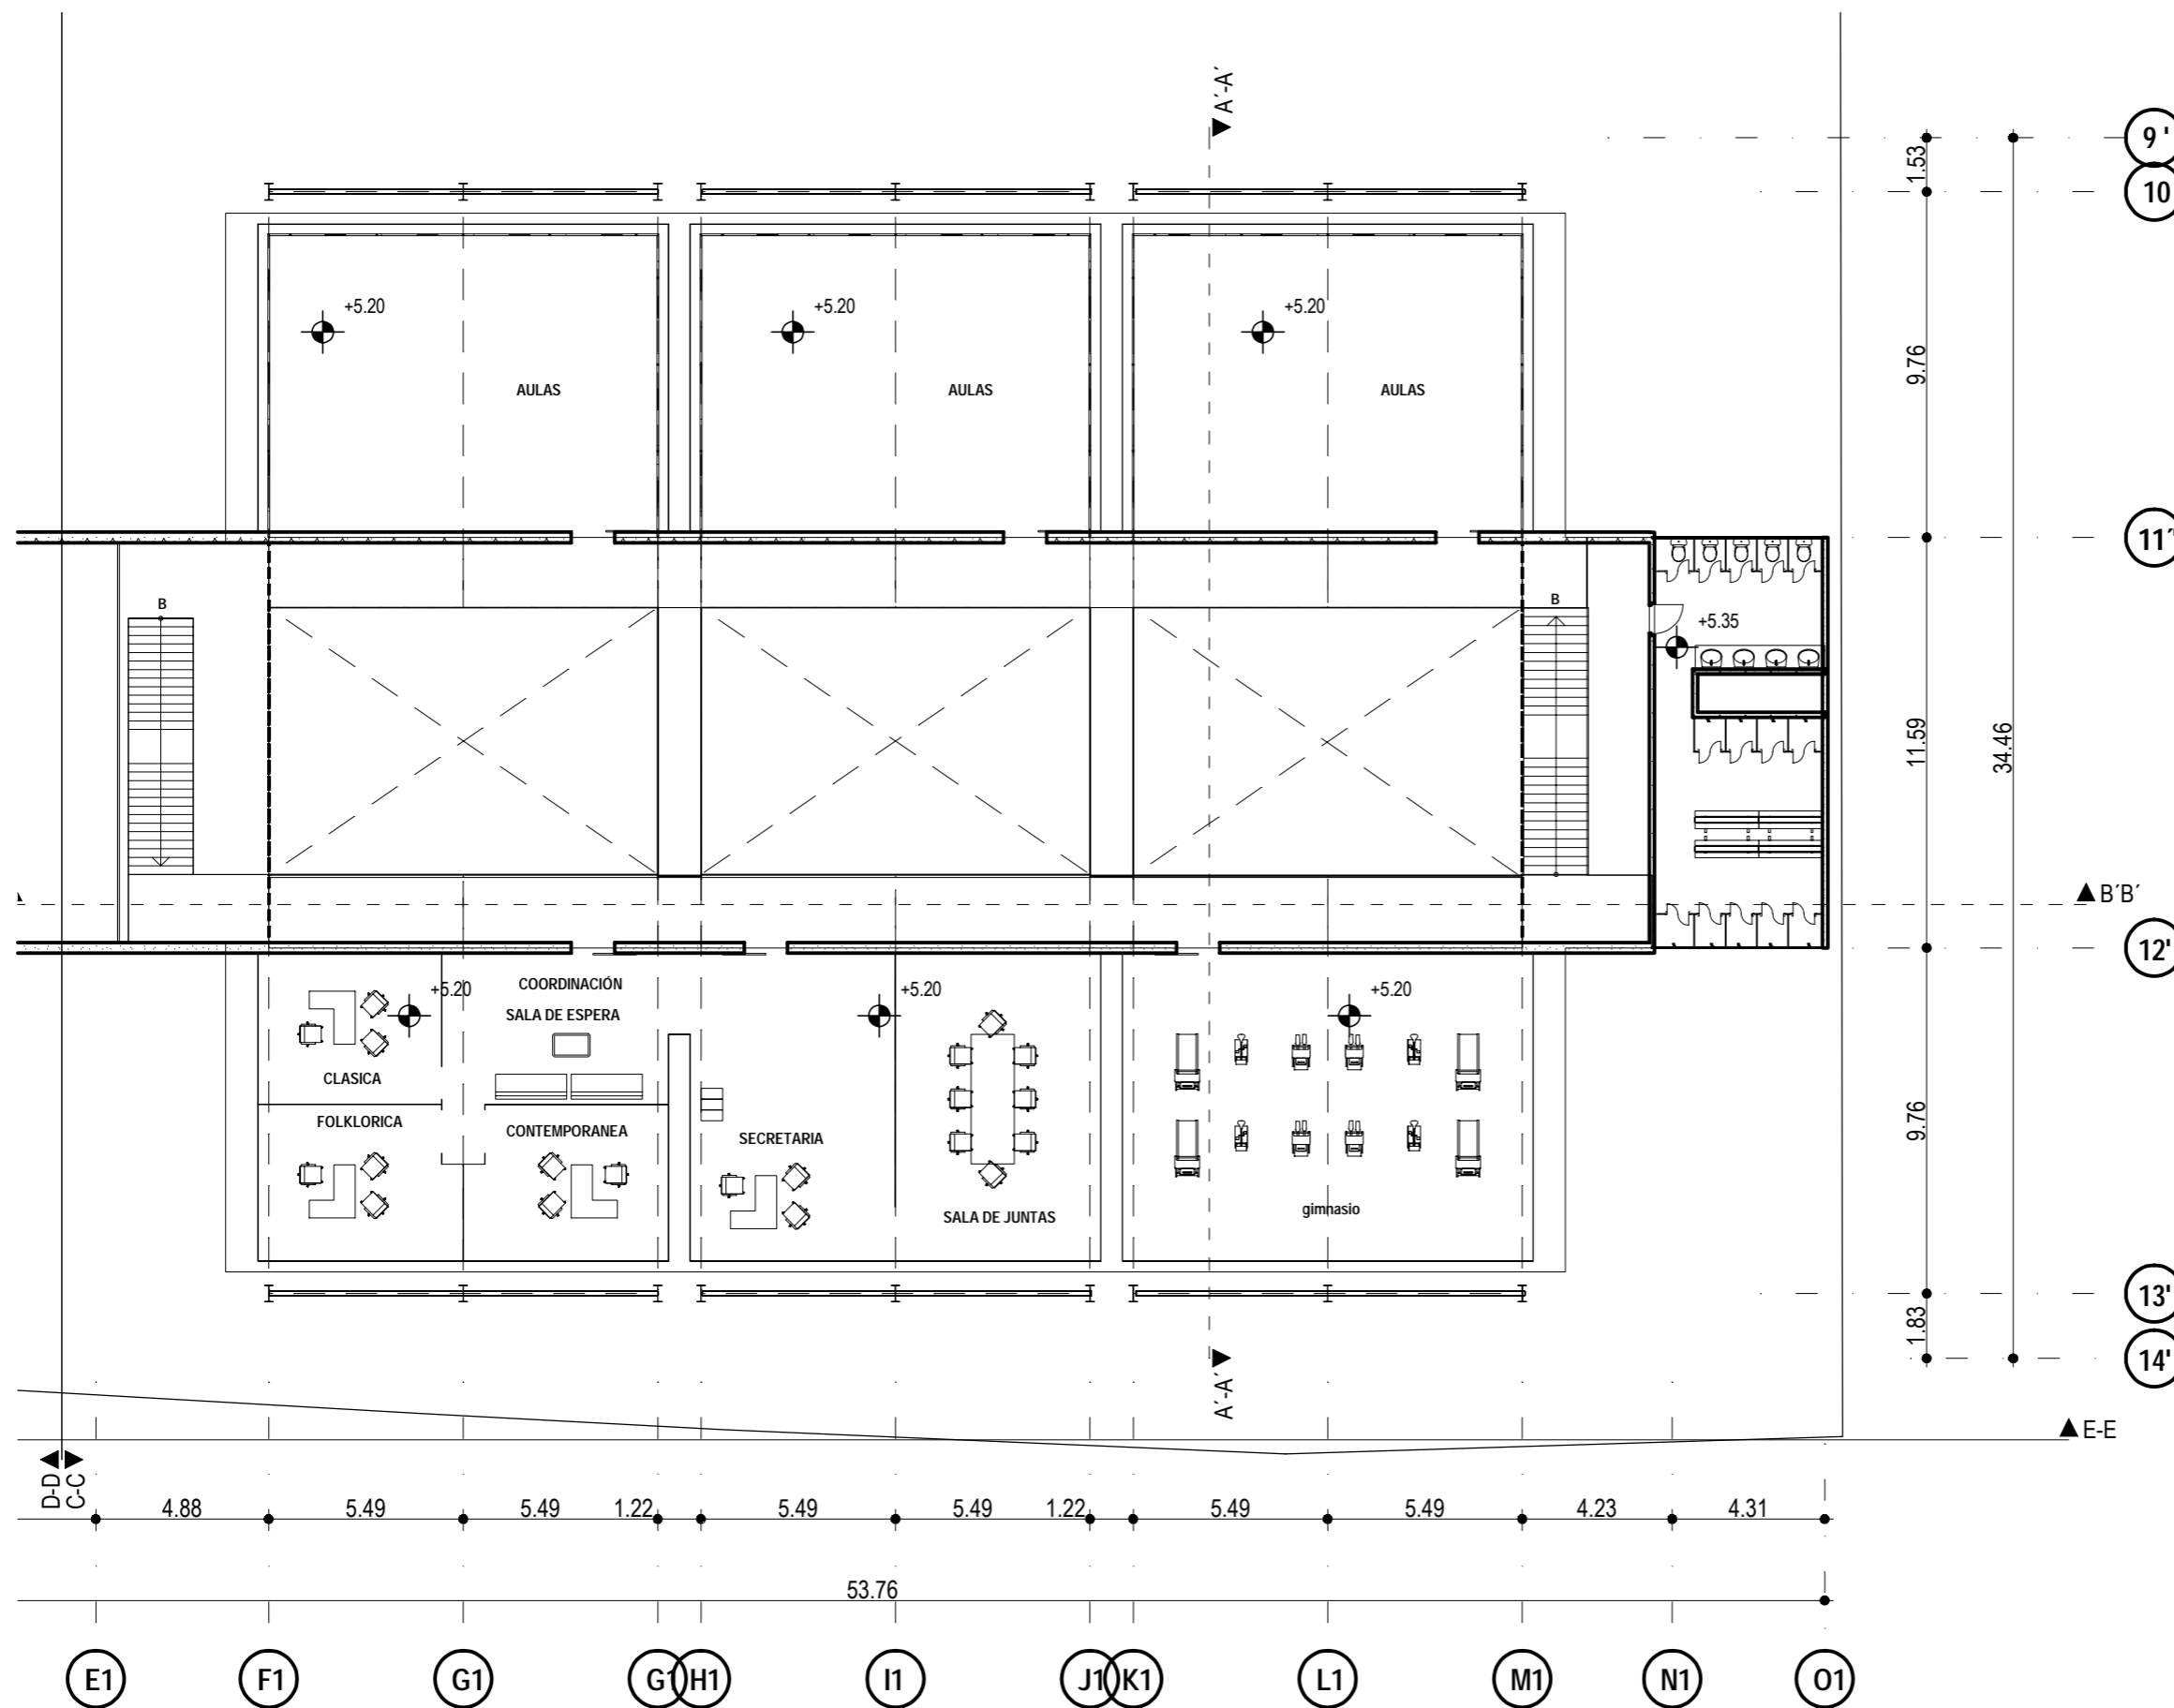 A´-A´
9 '
1.53
10
+5.20
+5.20
+5.20
9.76
AULAS
AULAS
AULAS
11'
B
B
+5.35
11.59
34.46
B´B´
12'
COORDINACIÓN
+5.20
+5.20
+5.20
SALA DE ESPERA
CLASICA
FOLKLORICA
CONTEMPORANEA
SECRETARIA
9.76
SALA DE JUNTAS
gimnasio
13'
1.83
14'
A´-A´
E-E
D-D
C-C
4.88
5.49
5.49
1.22
5.49
5.49
1.22
5.49
5.49
4.23
4.31
53.76
E1
F1
G1
G1
H1
I1
J1
K1
L1
M1
N1
O1